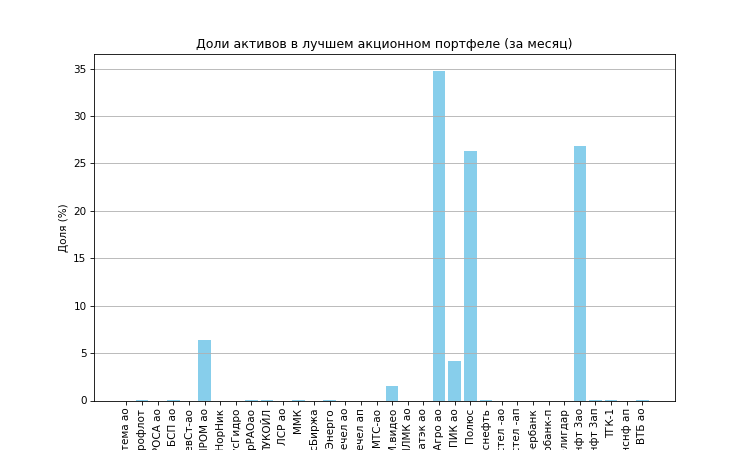 Доли активов в лучшем акционном портфеле (за месяц)
Доля (%)
35
30
25
20
15
10
5
0
тема ао
рофлот
РОСА ао
БСП ао
евСт-ао
ПРОМ ао
НорНик
сГидро
рРАОао
ЛУКОЙЛ
ЛСР ао
ММК
сБиржа
Энерго
ечел ао
ечел ап
МТС-ао
М.видео
ЛМК ао
атэк ао
Агро ао
ПИК ао
Полюс
снефть
стел -ао
стел -ап
ербанк
рбанк-п
лигдар
нфт 3ао
нфт 3ап
ТГК-1
нснф ап
ВТБ ао